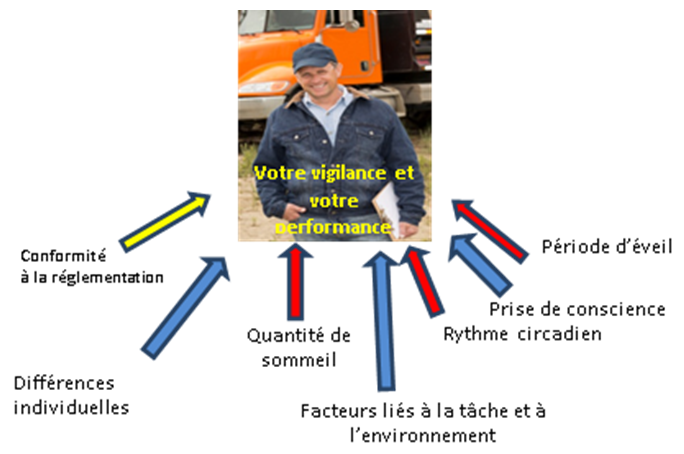 Votre vigilance et
votre
performance
Conformité
à la réglementation
Différences
individuelles
Quantité de
sommeil
Facteurs liés à la tâche et à
l'environnement
Rythme circadien
Prise de conscience
Période d'éveil